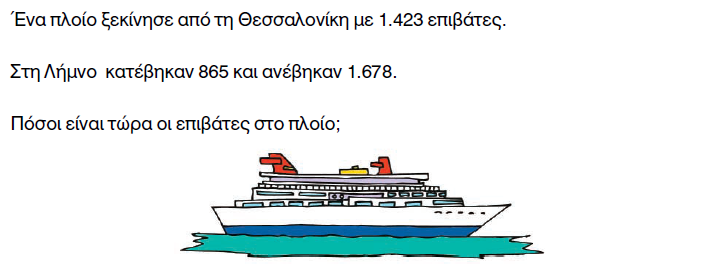 Ένα πλοίο ξεκίνησε από τη Θεσσαλονίκη με 1.423 επιβάτες.
Στη Λήμνο κατέβηκαν 865 και ανέβηκαν 1.678.
Πόσοι είναι τώρα οι επιβάτες στο πλοίο;